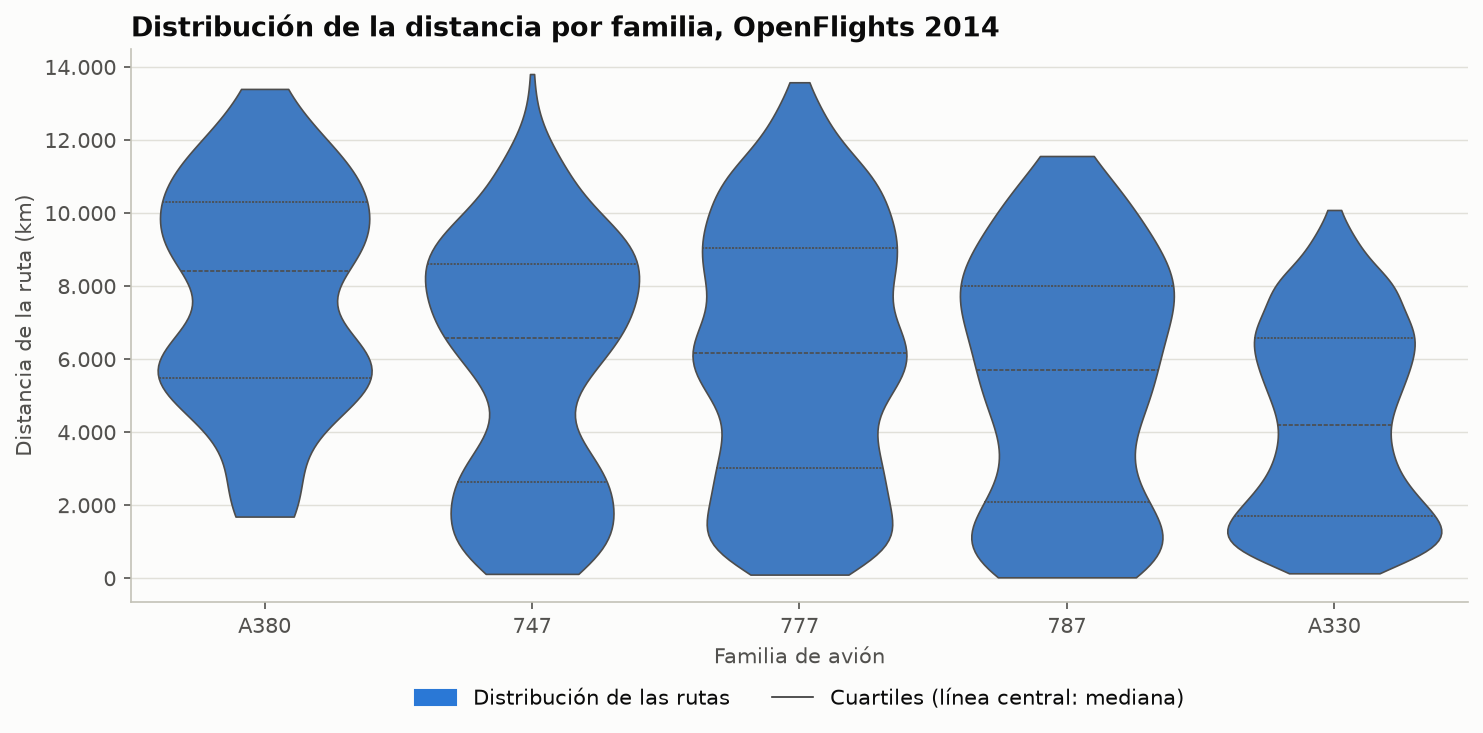 Distribución de la distancia por familia, OpenFlights 2014
Distancia de la ruta (km)
14.000
12.000
10.000
8.000
6.000
4.000
2.000
0
A380
747
777
787
A330
Familia de avión
Distribución de las rutas
Cuartiles (línea central: mediana)